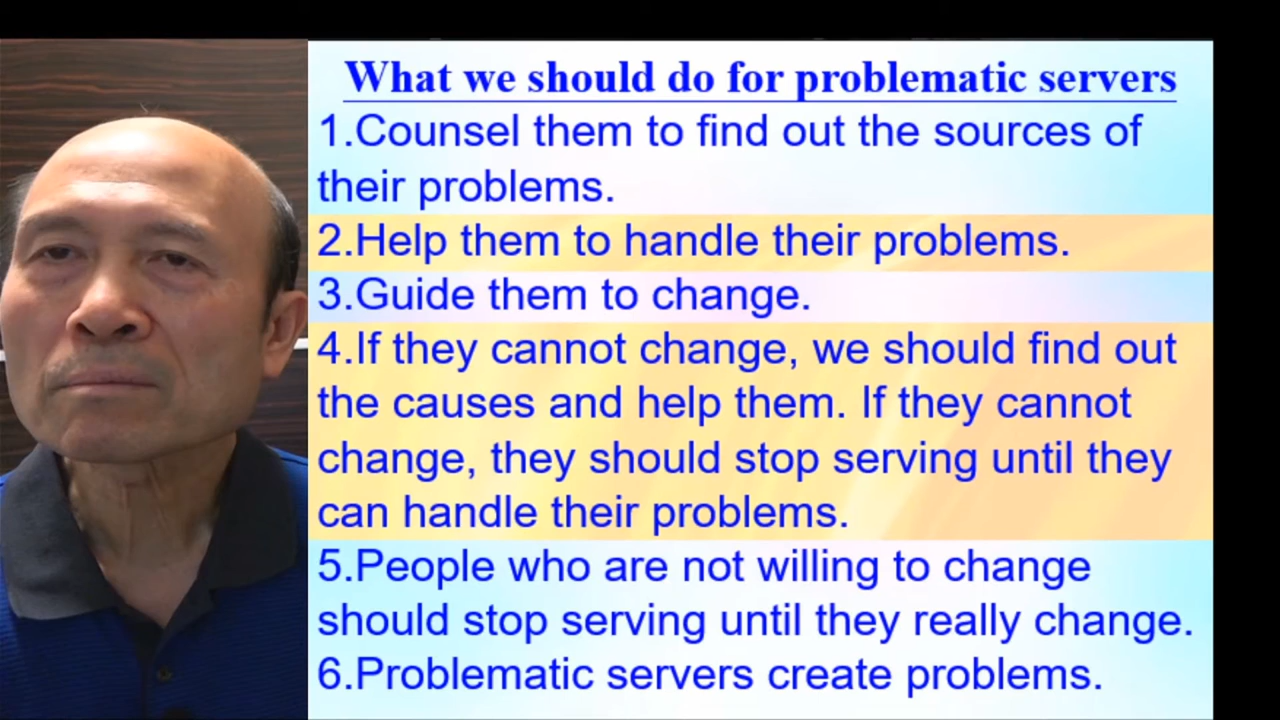 What we should do for problematic servers
1.Counsel them to find out the sources of
their problems.
2.Help them to handle their problems.
3.Guide them to change.
4.If they cannot change, we should find out
the causes and help them. If they cannot
change, they should stop serving until they
can handle their problems.
5.People who are not willing to change
should stop serving until they really change.
6.Problematic servers create problems.